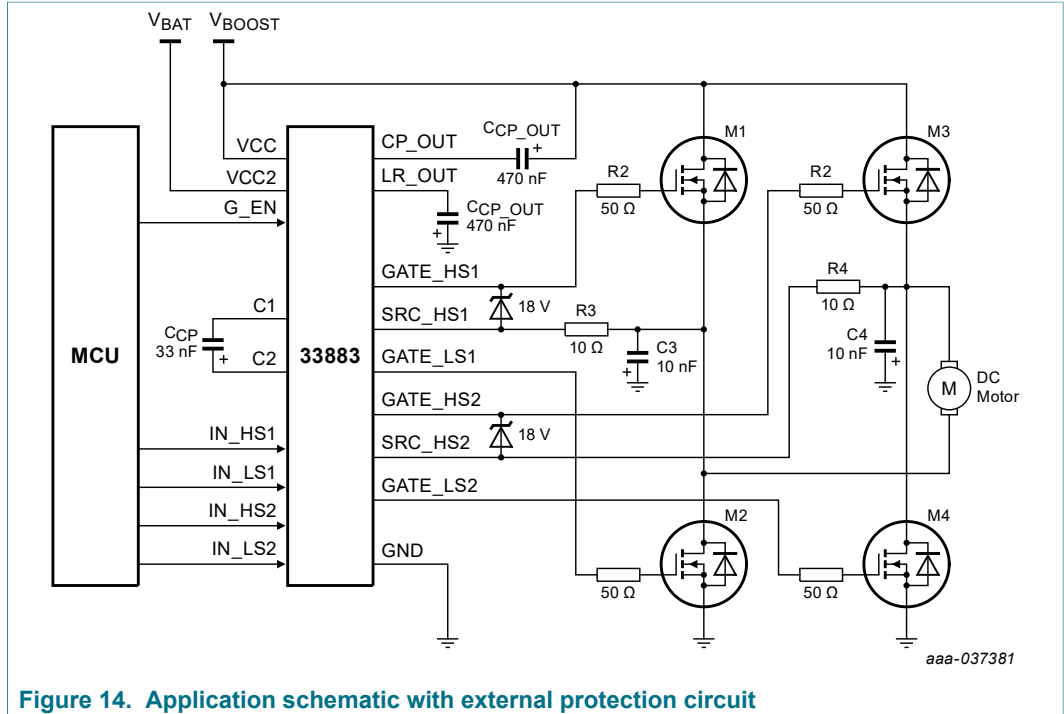 VBAT VBOOST
M1 M3
CCP_OUT
VCC CP_OUT +
470 nF
R2 R2
VCC2 LR_OUT
50 Ω 50 Ω
G_EN CCP_OUT
+ 470 nF
GATE_HS1
R4
C1 18 V R3
10 Ω
SRC_HS1
CCP
33 nF +
10 Ω C3
+ 10 nF
C4
10 nF +
MCU C2 33883 GATE_LS1
M DC
Motor
GATE_HS2
IN_HS1 18 V
SRC_HS2
IN_LS1
GATE_LS2
IN_HS2
M2 M4
IN_LS2 GND
50 Ω 50 Ω
aaa-037381
Figure 14. Application schematic with external protection circuit